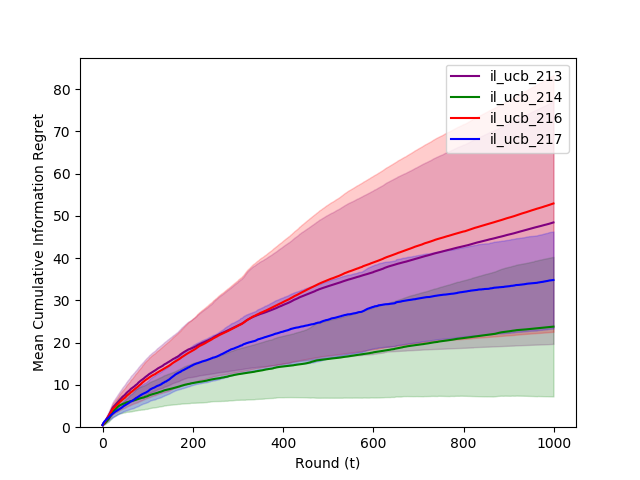 il_ucb_213
il_ucb_214
il_ucb_216
il_ucb_217
Mean Cumulative Information Regret
80
70
60
50
40
30
20
10
0
0 200 400 600 800 1000
Round (t)